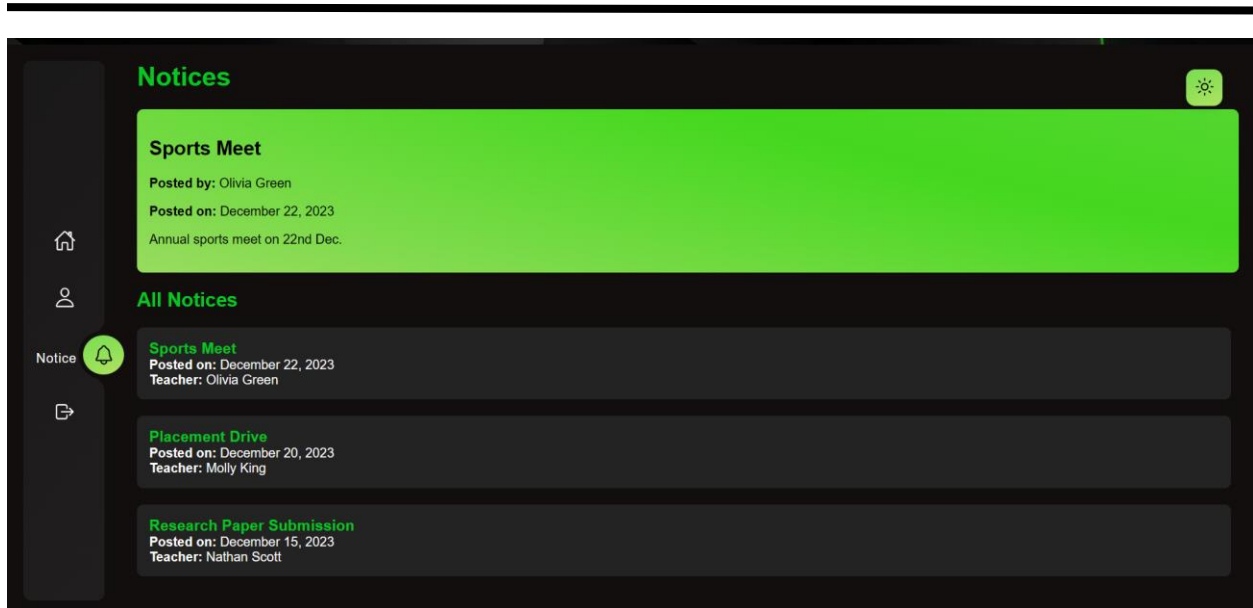 Notices
Sports Meet
Posted by: Olivia Green
Posted on: December 22, 2023
Annual sports meet on 22nd Dec.
All Notices
Notice
Sports Meet
Posted on: December 22, 2023
Teacher: Olivia Green
Placement Drive
Posted on: December 20, 2023
Teacher: Molly King
Research Paper Submission
Posted on: December 15, 2023
Teacher: Nathan Scott